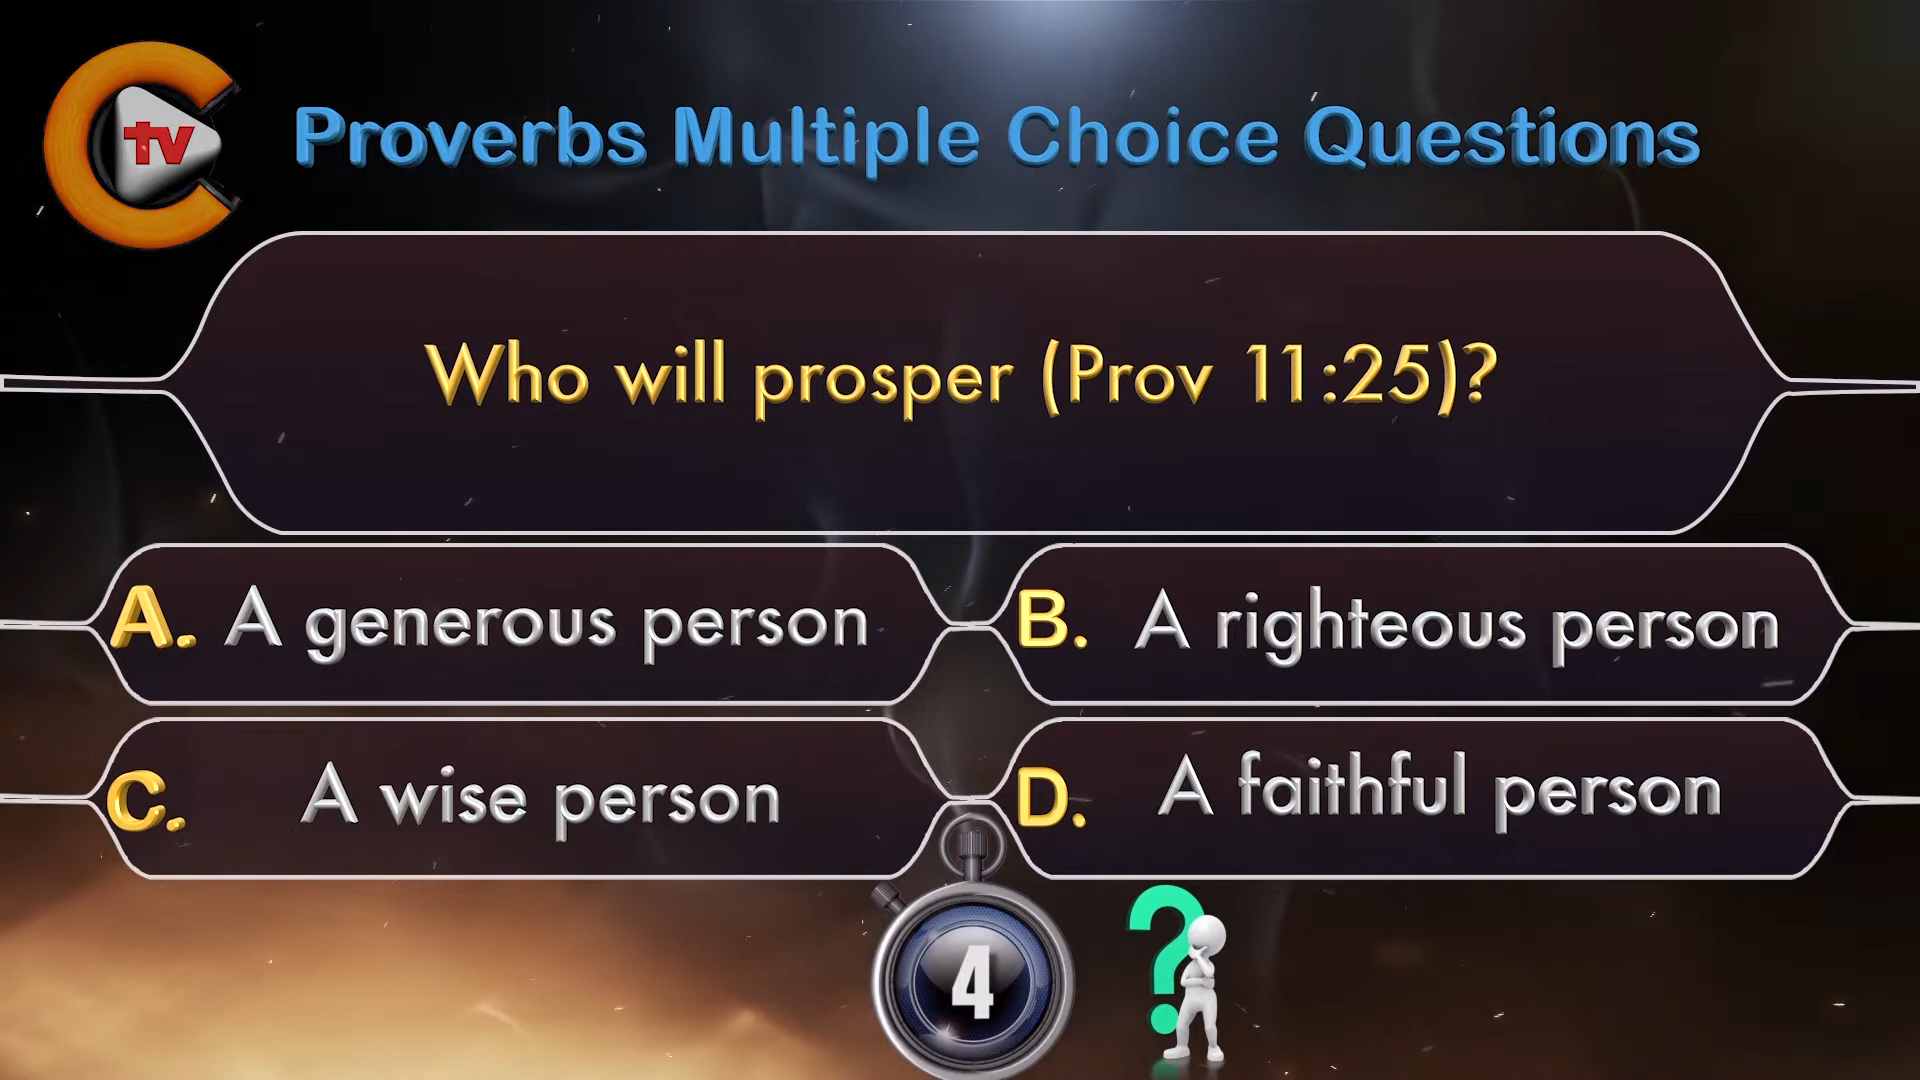 tv
Proverbs Multiple Choice Questions
Who will prosper (Prov 11:25)?
A. A generous person
B. A righteous person
C. A wise person
D. A faithful person
4
?